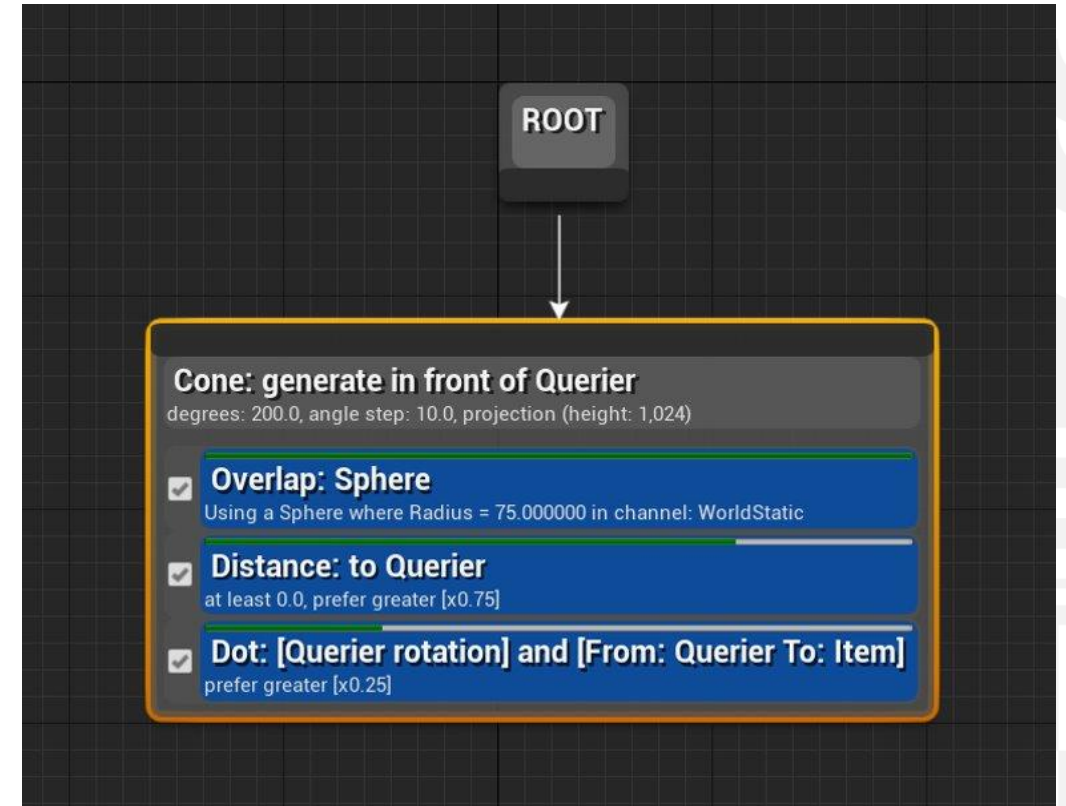 ROOT
Cone: generate in front of Querier
degrees: 200.0, angle step: 10.0, projection (height: 1,024)
Overlap: Sphere
Using a Sphere where Radius = 75.000000 in channel: WorldStatic
Distance: to Querier
at least 0.0, prefer greater [x0.75]
Dot: [Querier rotation] and [From: Querier To: Item]
prefer greater [x0.25]